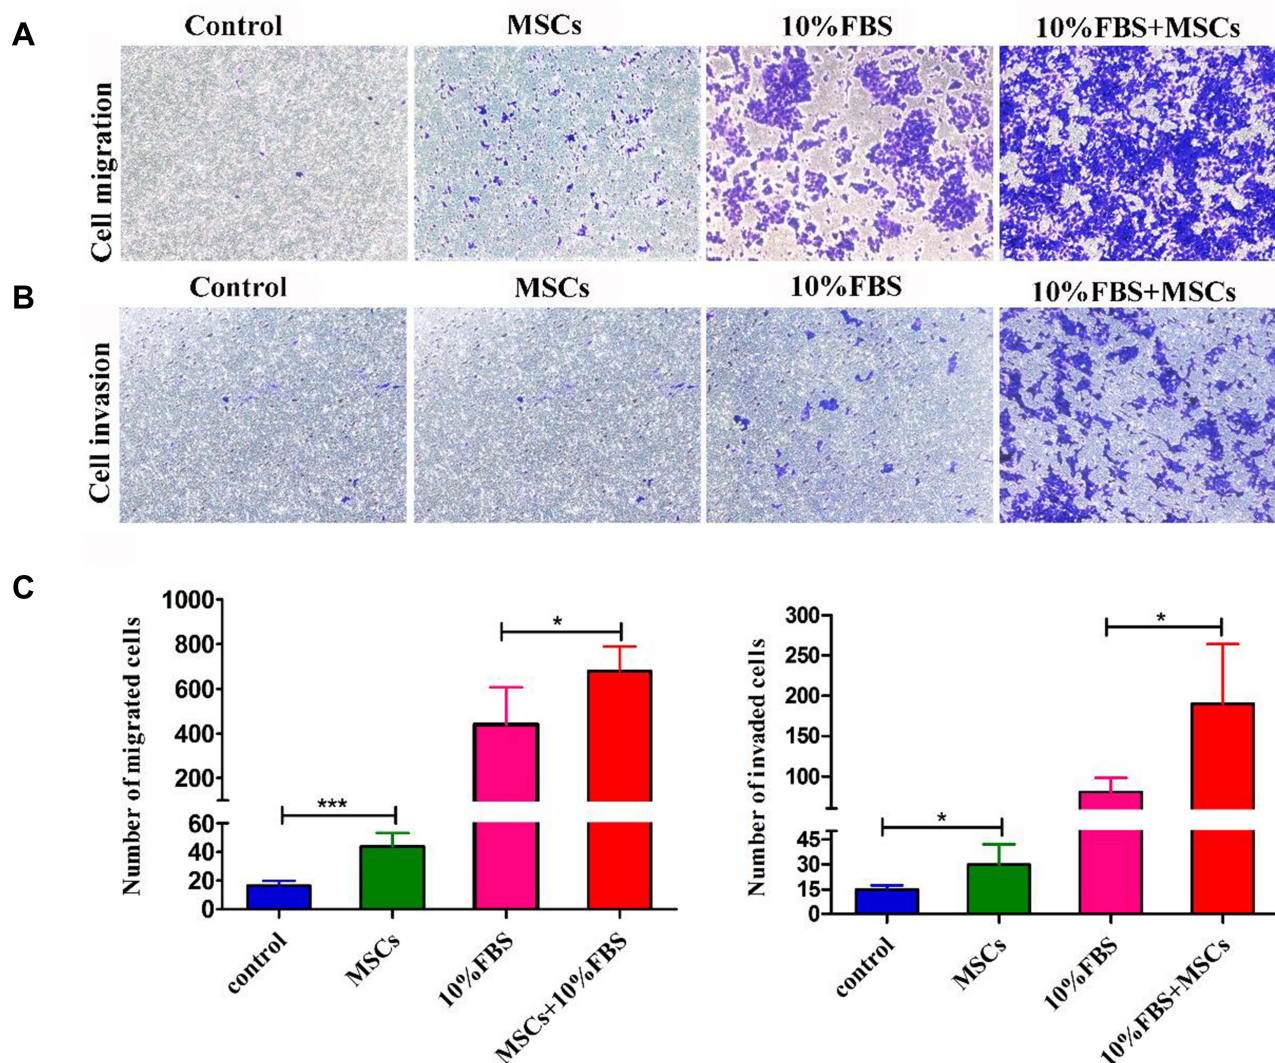 A
Control
MSCs
10%FBS
10%FBS+MSCs
Cell migration
B
Control
MSCs
10%FBS
10%FBS+MSCs
Cell invasion
C
Number of migrated cells
1000
800
600
400
200
60
40
20
0
***
*
control
MSCs
10%FBS
MSCs+10%FBS
Number of invaded cells
300
250
200
150
100
45
30
15
0
*
*
control
MSCs
10%FBS
10%FBS+MSCs